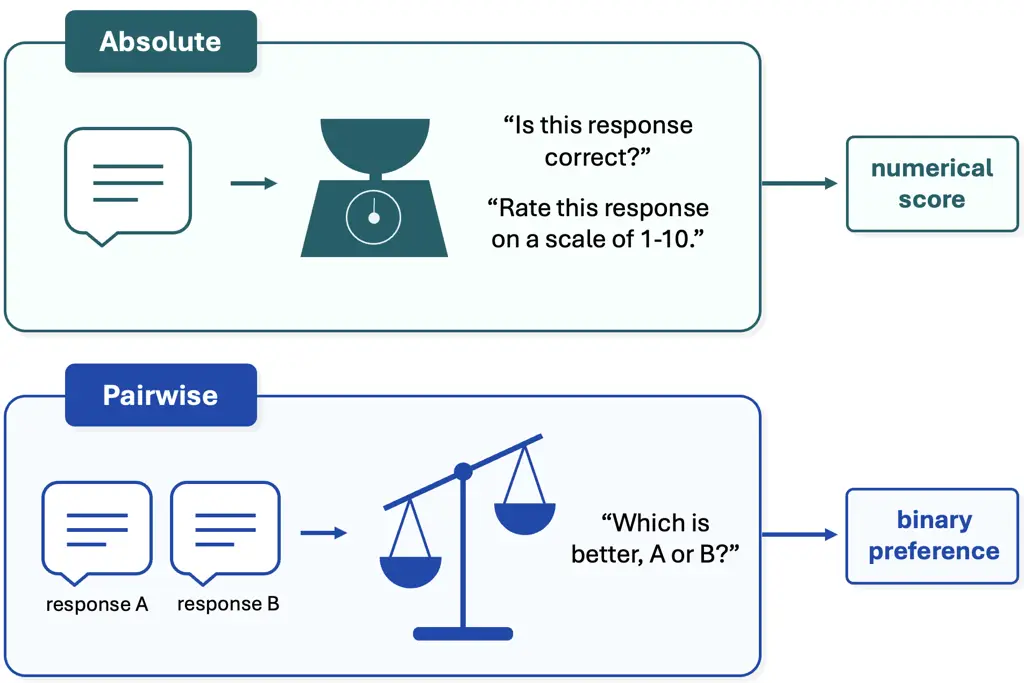 Absolute
“Is this response
correct?”
“Rate this response
on a scale of 1-10.”
numerical
score
Pairwise
response A
response B
“Which is
better, A or B?”
binary
preference